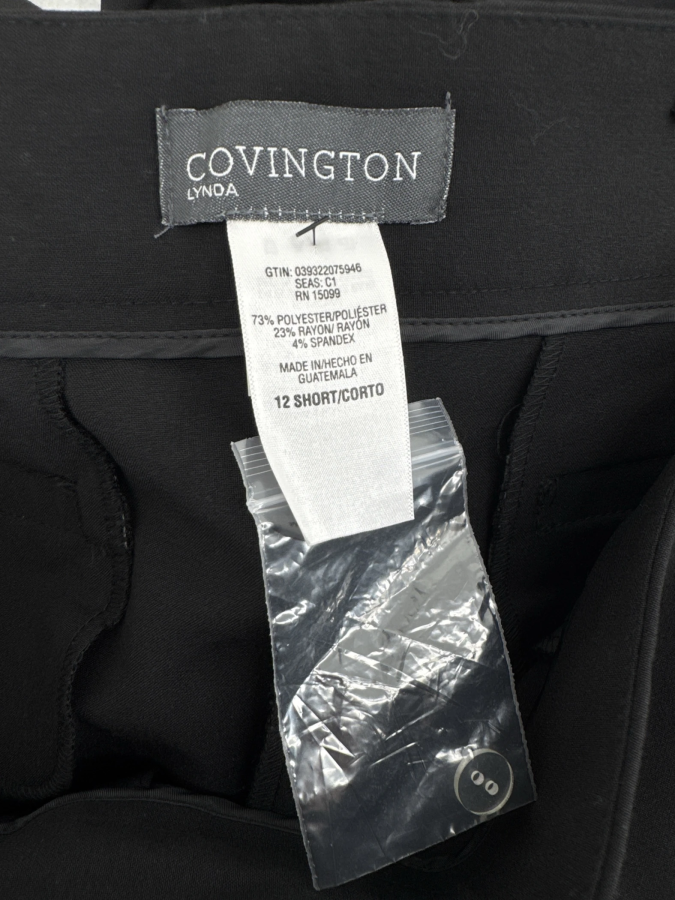 COVINGTON
LYNDA
GTIN: 039322075946
SEAS: C1
RN 15099
73% POLYESTER/POLIÉSTER
23% RAYON/ RAYÓN
4% SPANDEX
MADE IN/HECHO EN
GUATEMALA
12 SHORT/CORTO